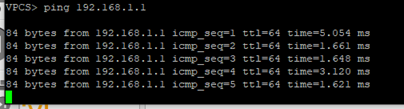 VPCS> ping 192.168.1.1
84 bytes from 192.168.1.1 icmp_seq=1 ttl=64 time=5.054 ms
84 bytes from 192.168.1.1 icmp_seq=2 ttl=64 time=1.661 ms
84 bytes from 192.168.1.1 icmp_seq=3 ttl=64 time=1.648 ms
84 bytes from 192.168.1.1 icmp_seq=4 ttl=64 time=3.120 ms
84 bytes from 192.168.1.1 icmp_seq=5 ttl=64 time=1.621 ms